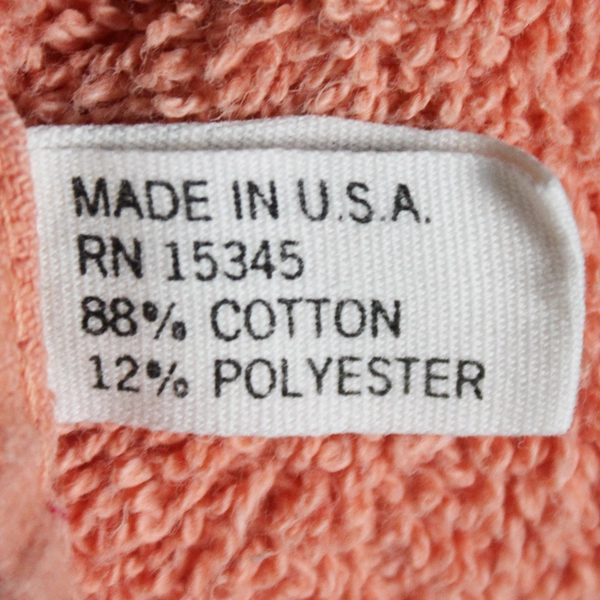 MADE IN U.S.A.
RN 15345
88% COTTON
12% POLYESTER